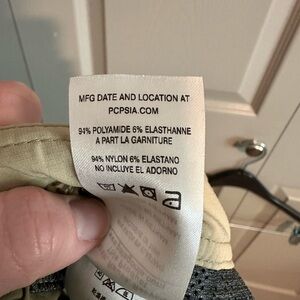 MFG DATE AND LOCATION AT
PCPSIA.COM
94% POLYAMIDE 6% ELASTHANNE
A PART LA GARNITURE
94% NYLON 6% ELASTANO
NO INCLUYE EL ADORNO